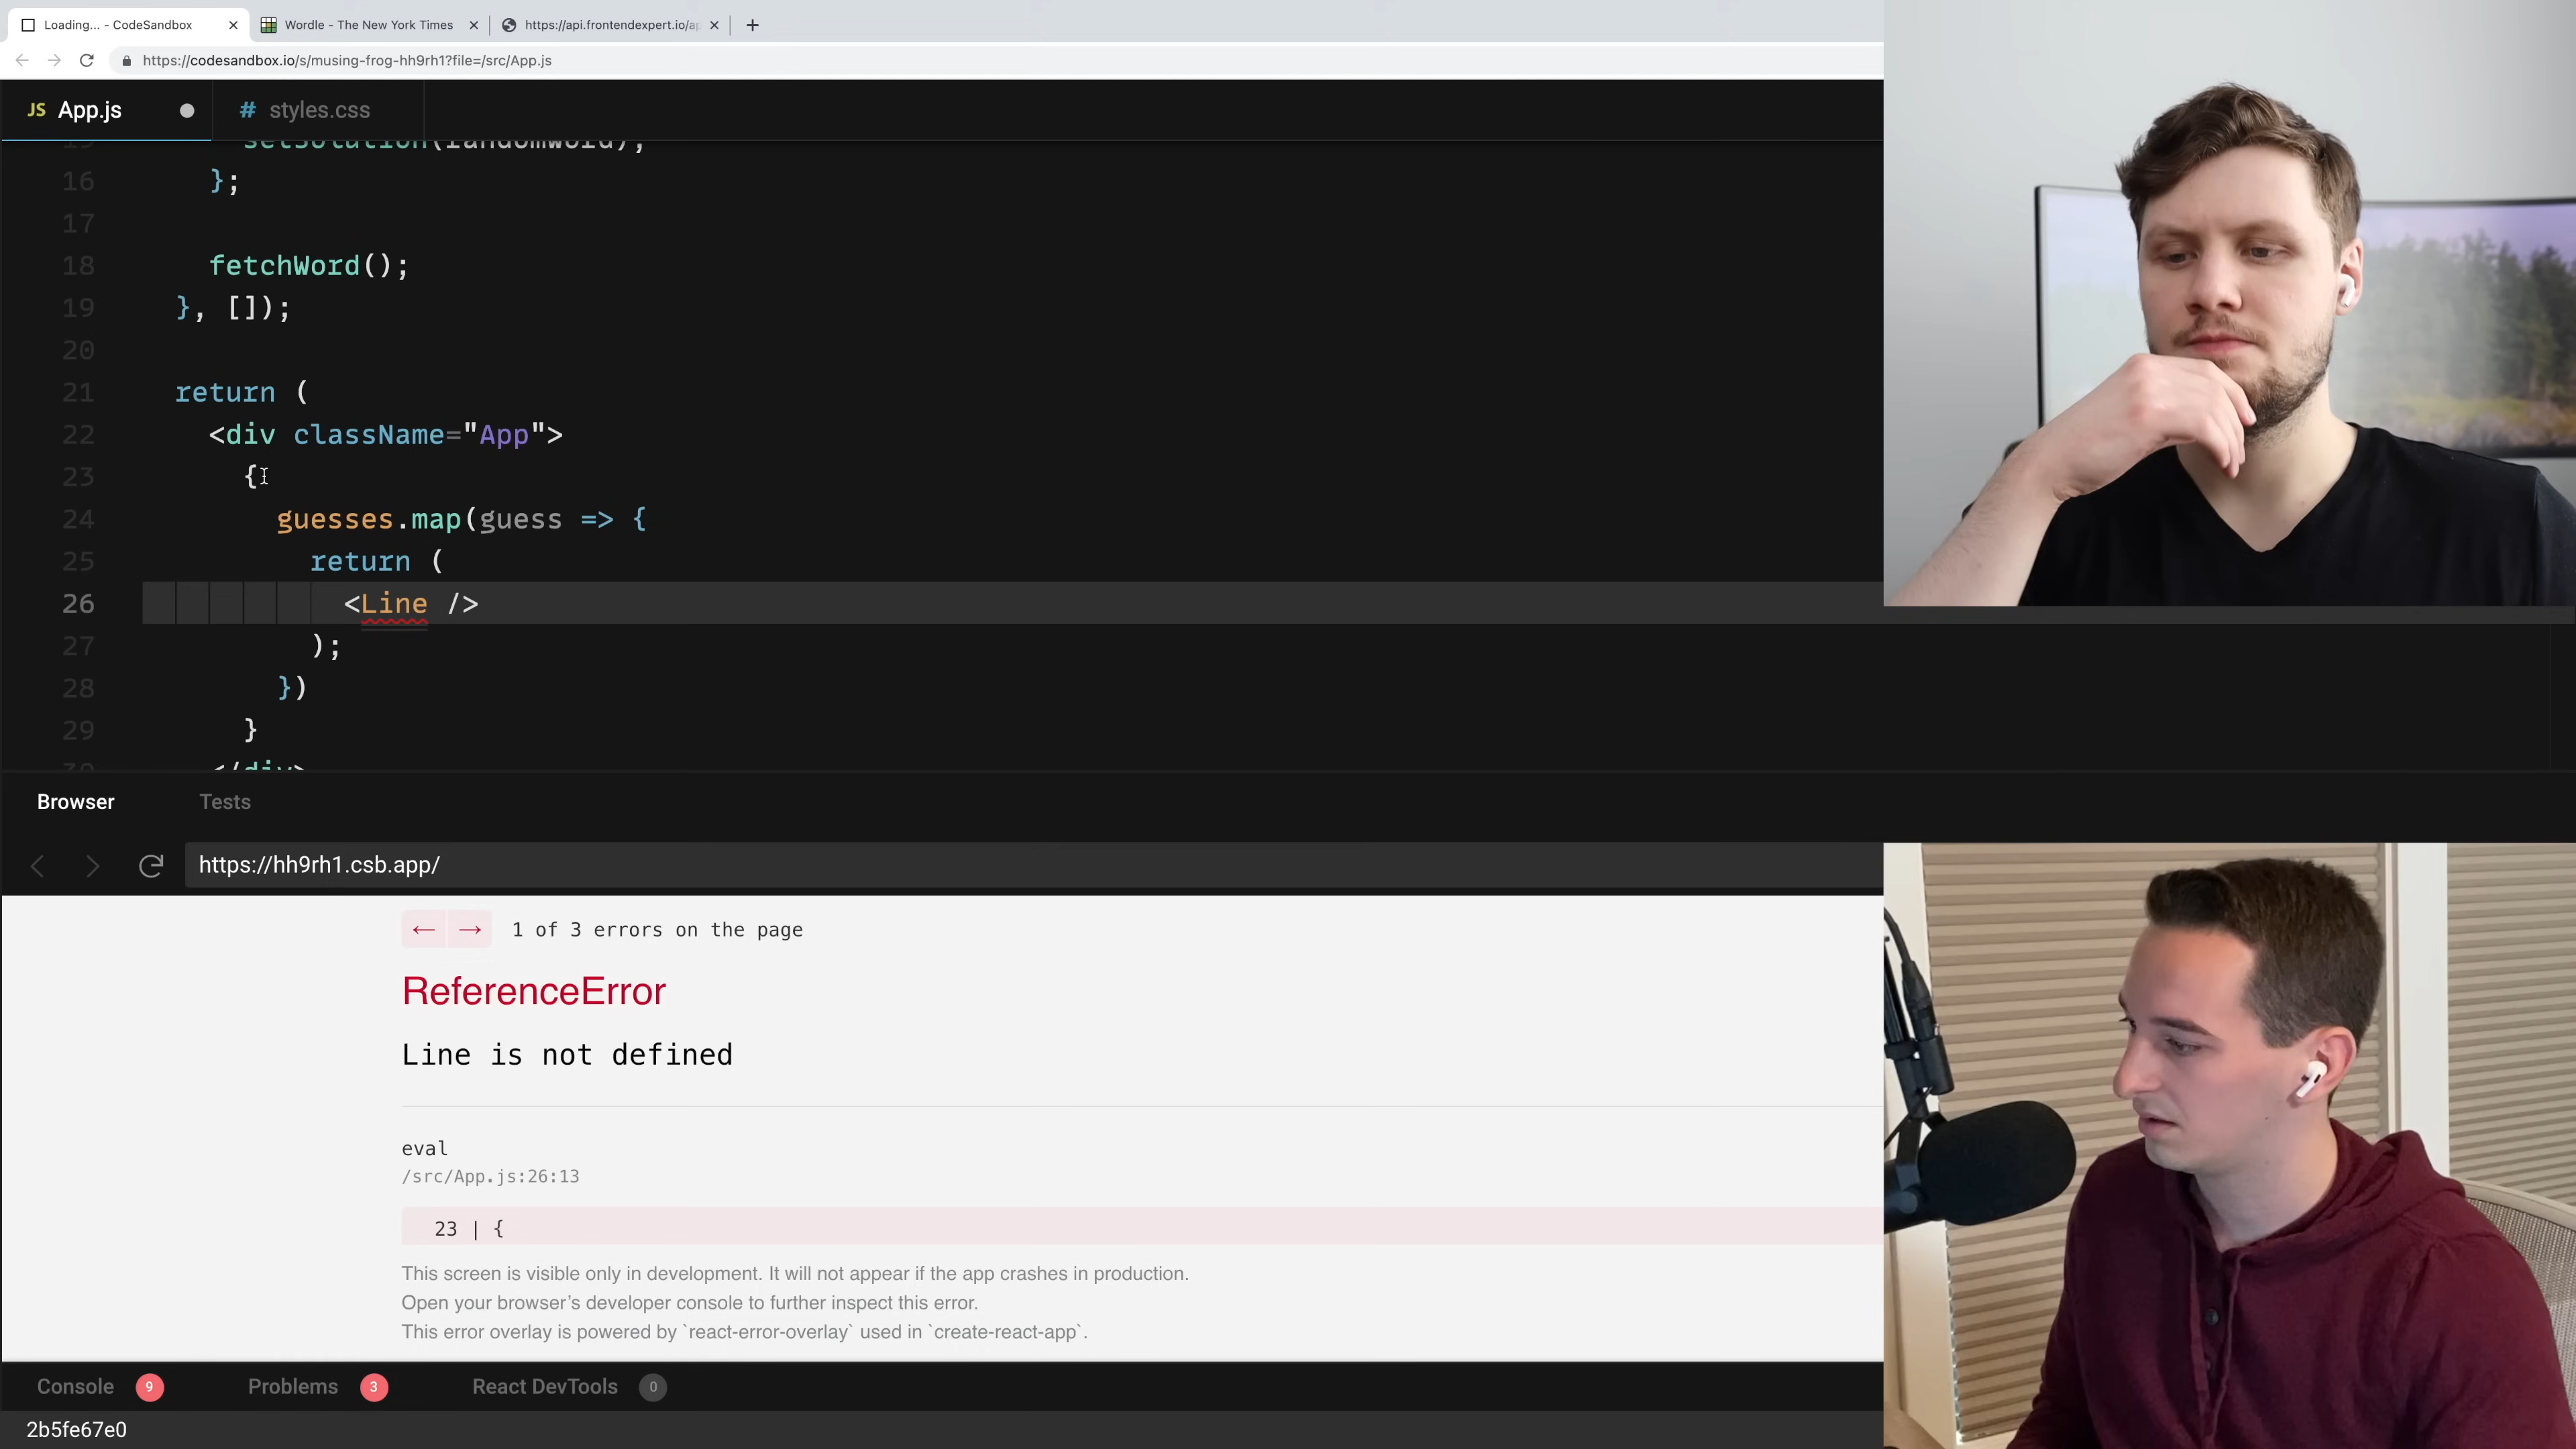 Loading... - CodeSandbox
Wordle - The New York Times
https://api.frontendexpert.io/ap
https://codesandbox.io/s/musing-frog-hh9rh1?file=/src/App.js
JS App.js
# styles.css
15 setSolution(randomWord);
16 };
17
18 fetchWord();
19 }, []);
20
21 return (
22 <div className="App">
23 {
24 guesses.map(guess => {
25 return (
26 <Line />
27 );
28 })
29 }
30 </div>
Browser Tests
https://hh9rh1.csb.app/
← → 1 of 3 errors on the page
ReferenceError
Line is not defined
eval
/src/App.js:26:13
23 | {
This screen is visible only in development. It will not appear if the app crashes in production.
Open your browser's developer console to further inspect this error.
This error overlay is powered by `react-error-overlay` used in `create-react-app`.
Console 9 Problems 3 React DevTools 0
2b5fe67e0